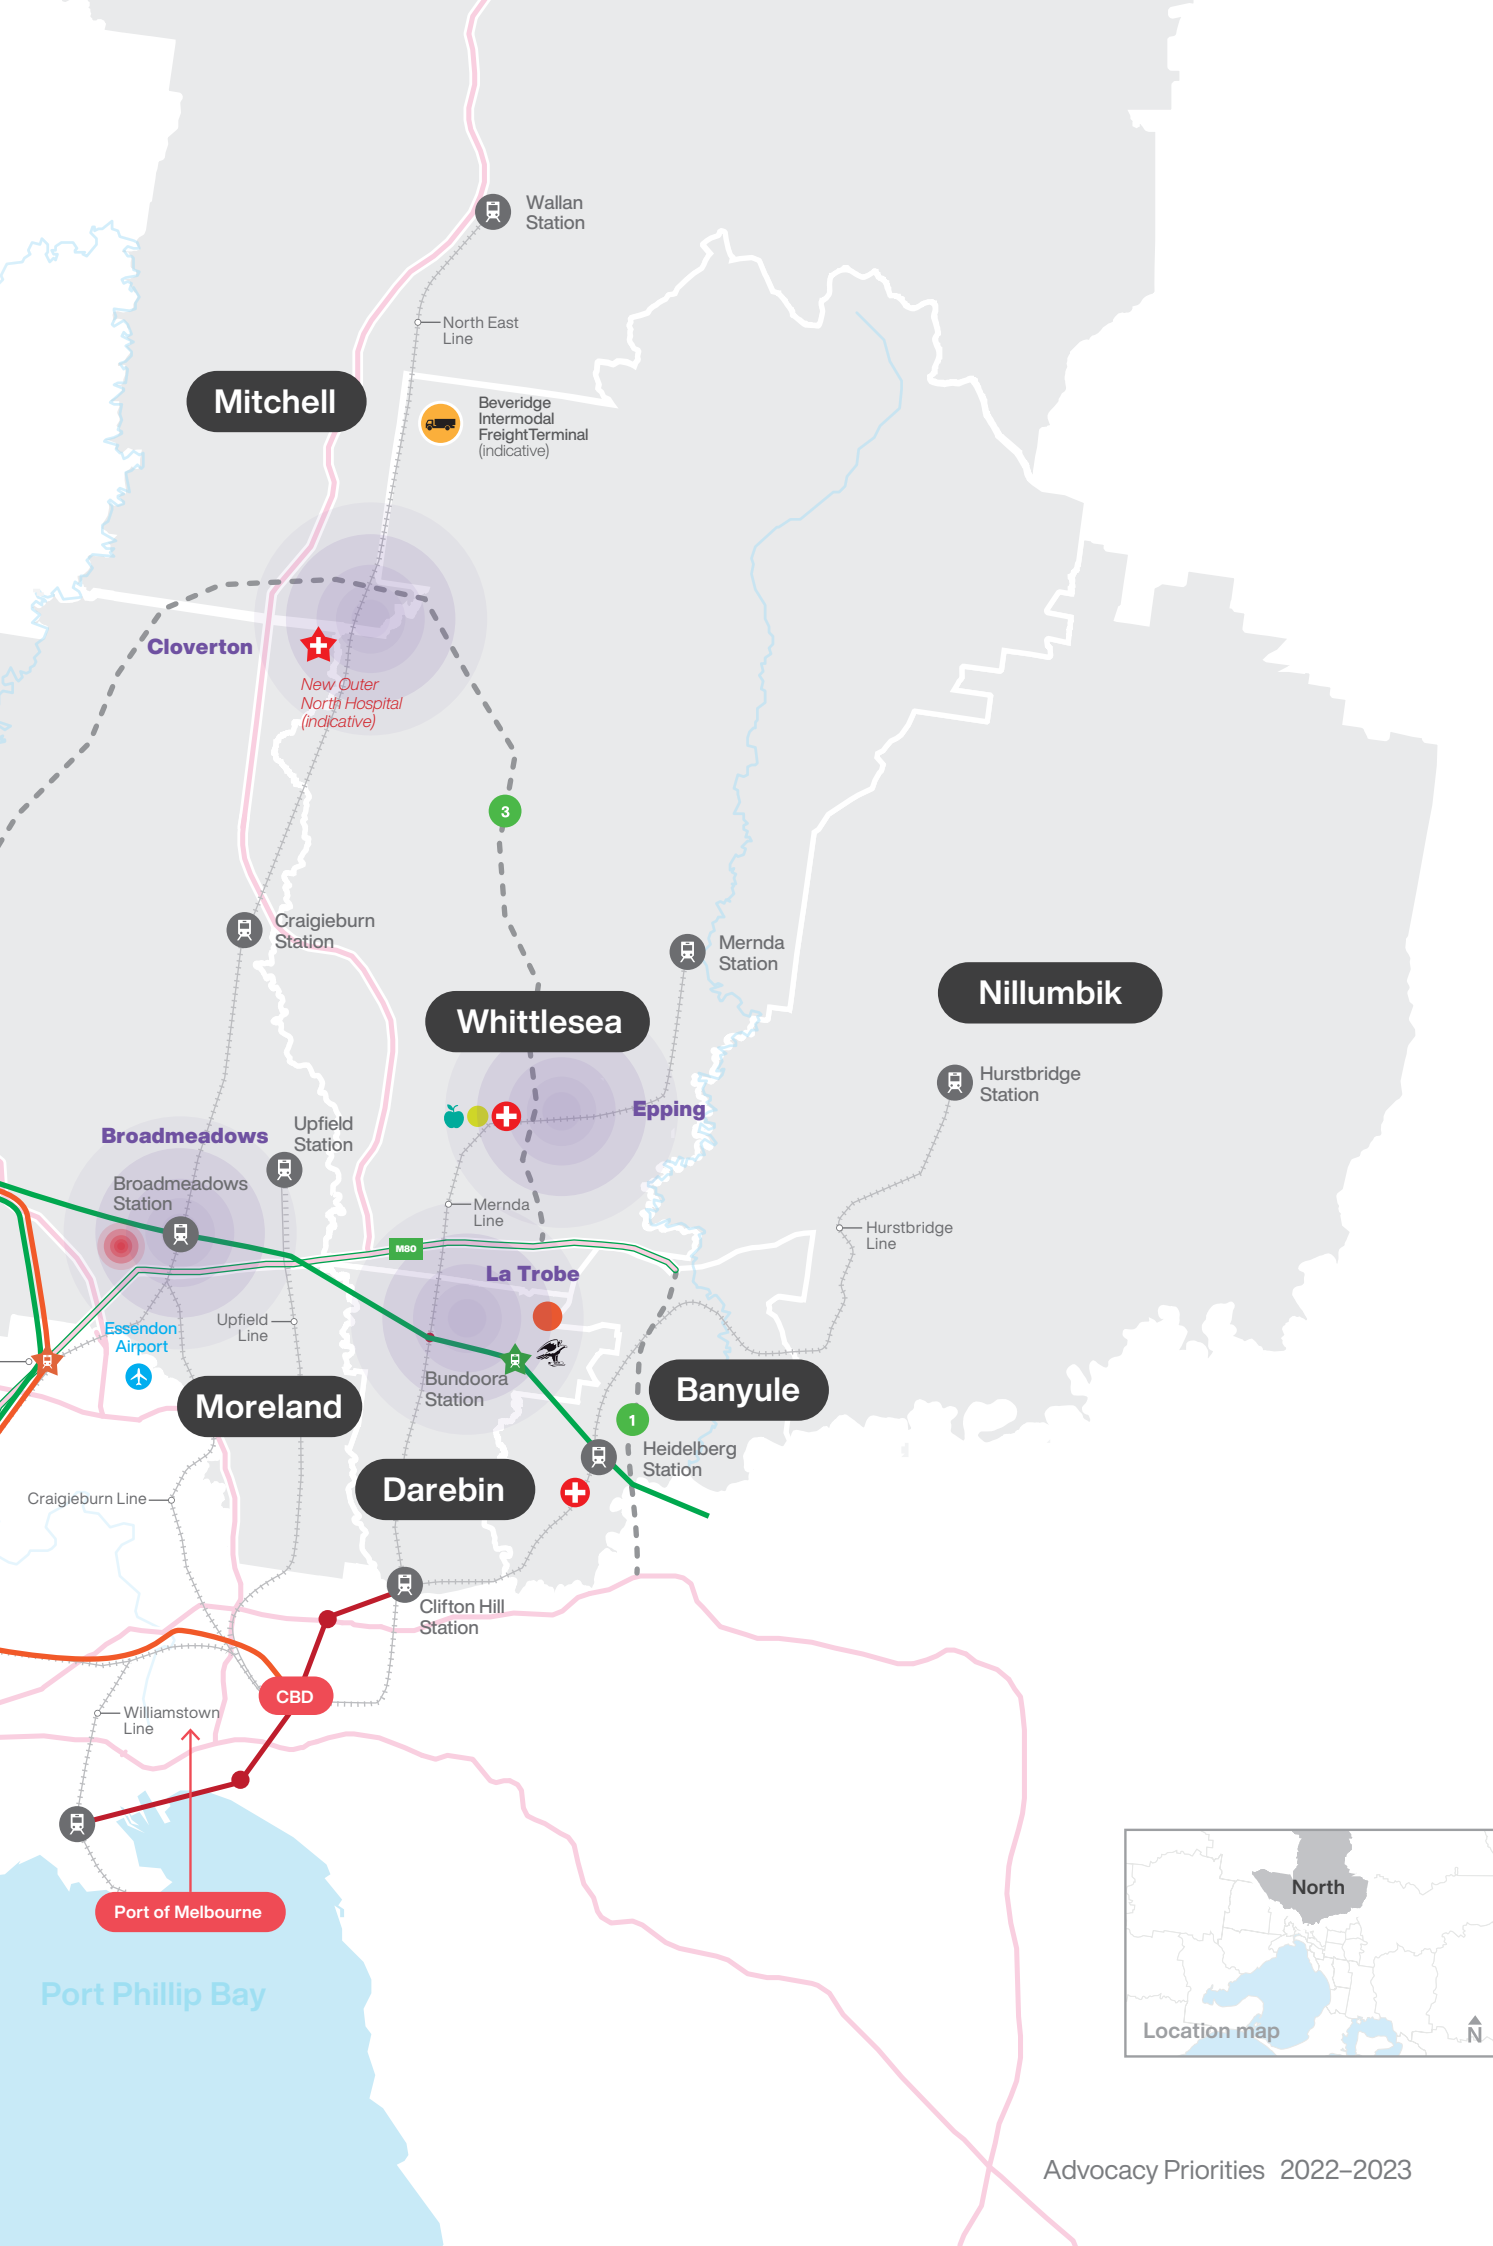 Wallan
Station
North East
Line
Mitchell
Beveridge
Intermodal
FreightTerminal
(indicative)
Cloverton
New Outer
North Hospital
(indicative)
3
Craigieburn
Station
Mernda
Station
Nillumbik
Whittlesea
Hurstbridge
Station
Epping
Upfield
Station
Broadmeadows
Broadmeadows
Station
Mernda
Line
Hurstbridge
Line
M80
La Trobe
Upfield
Line
Essendon
Airport
Bundoora
Station
Banyule
Moreland
1
Heidelberg
Station
Darebin
Craigieburn Line
Clifton Hill
Station
CBD
Williamstown
Line
Port of Melbourne
Port Phillip Bay
North
Location map
N
Advocacy Priorities 2022–2023